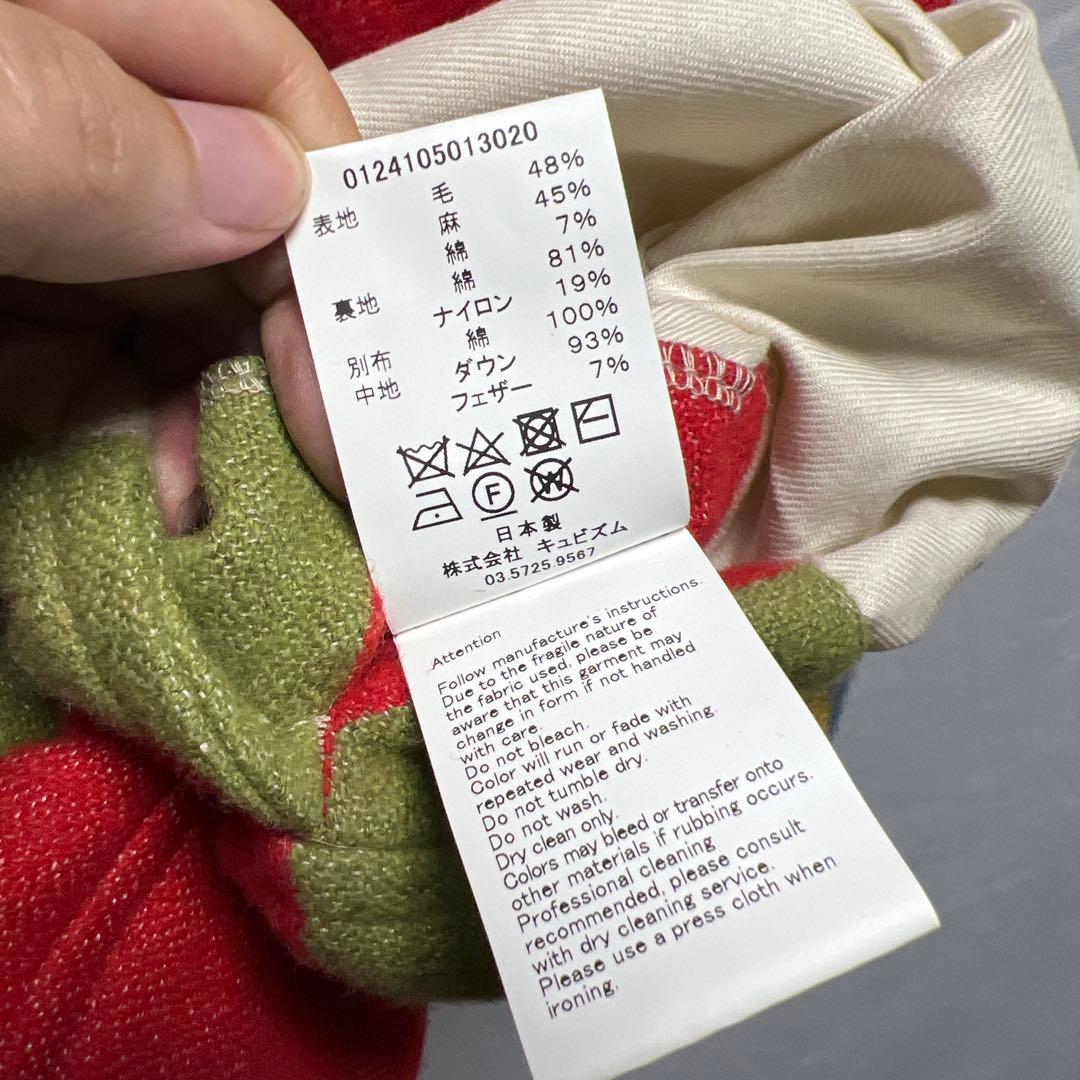 0124105013020
表地 毛 48%
麻 45%
綿 7%
裏地 綿 81%
ナイロン 19%
別布 綿 100%
中地 ダウン 93%
フェザー 7%
F
W
日本製
株式会社 キュビズム
03.5725.9567
Attention
Follow manufacture's instructions.
Due to the fragile nature of
the fabric used, please be
aware that this garment may
change in form if not handled
with care.
Do not bleach.
Color will run or fade with
repeated wear and washing.
Do not tumble dry.
Do not wash.
Dry clean only.
Colors may bleed or transfer onto
other materials if rubbing occurs.
Professional cleaning
recommended, please consult
with dry cleaning service.
Please use a press cloth when
ironing.